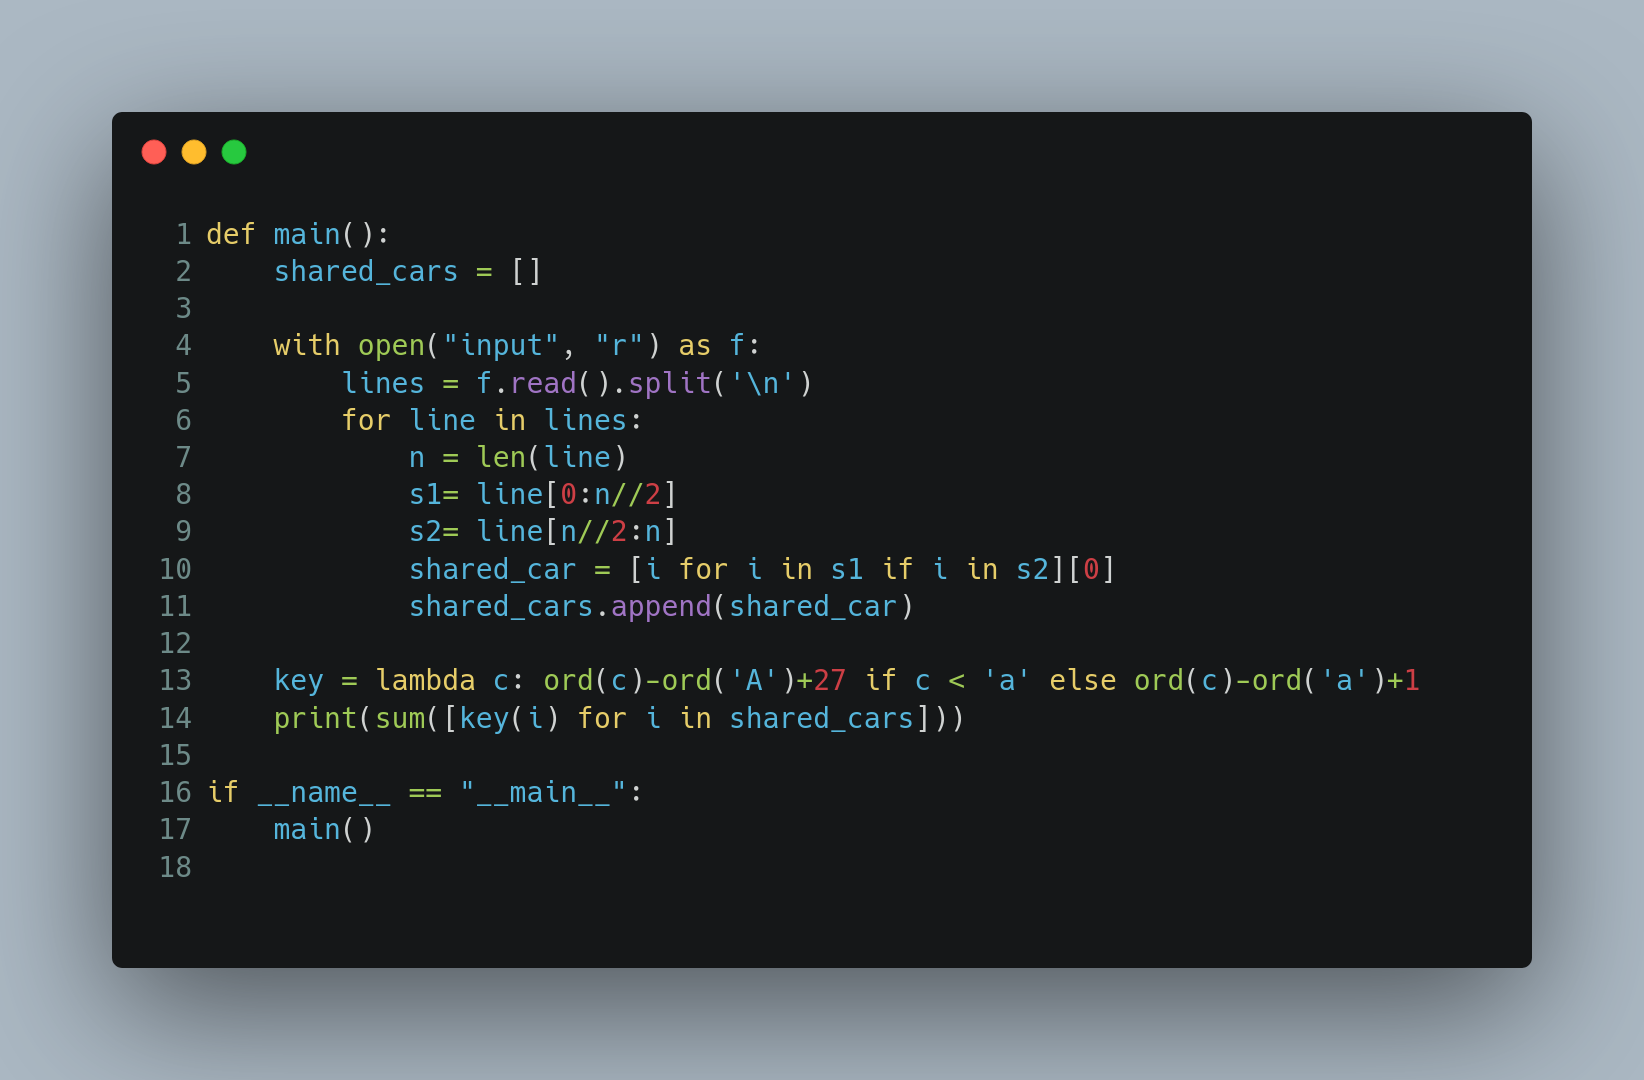 1 def main():
2     shared_cars = []
3
4     with open("input", "r") as f:
5         lines = f.read().split('\n')
6         for line in lines:
7             n = len(line)
8             s1= line[0:n//2]
9             s2= line[n//2:n]
10             shared_car = [i for i in s1 if i in s2][0]
11             shared_cars.append(shared_car)
12
13     key = lambda c: ord(c)-ord('A')+27 if c < 'a' else ord(c)-ord('a')+1
14     print(sum([key(i) for i in shared_cars]))
15
16 if __name__ == "__main__":
17     main()
18